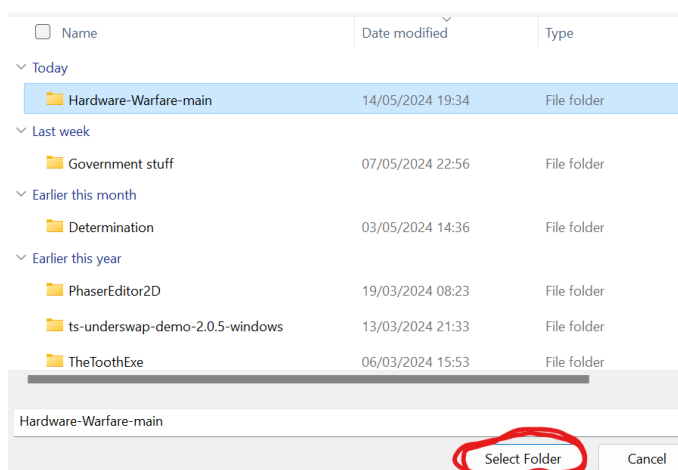 Name Date modified Type
Today
Hardware-Warfare-main 14/05/2024 19:34 File folder
Last week
Government stuff 07/05/2024 22:56 File folder
Earlier this month
Determination 03/05/2024 14:36 File folder
Earlier this year
PhaserEditor2D 19/03/2024 08:23 File folder
ts-underswap-demo-2.0.5-windows 13/03/2024 21:33 File folder
TheToothExe 06/03/2024 15:53 File folder
Hardware-Warfare-main
Select Folder Cancel